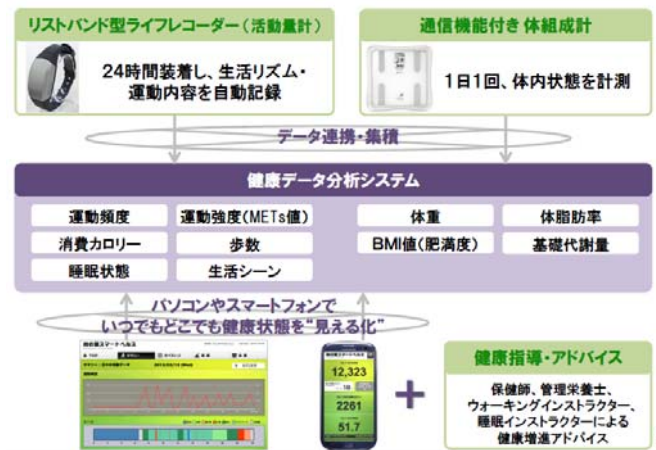 リストバンド型ライフレコーダー(活動量計)
24時間装着し、生活リズム・
運動内容を自動記録
通信機能付き 体組成計
1日1回、体内状態を計測
データ連携・集積
健康データ分析システム
運動頻度
運動強度(METs値)
体重
体脂肪率
消費カロリー
歩数
BMI値(肥満度)
基礎代謝量
睡眠状態
生活シーン
パソコンやスマートフォンで
いつでもどこでも健康状態を“見える化”
スマートヘルス
TOP
12,323
2261
51.7
+
健康指導・アドバイス
保健師、管理栄養士、
ウォーキングインストラクター、
睡眠インストラクターによる
健康増進アドバイス